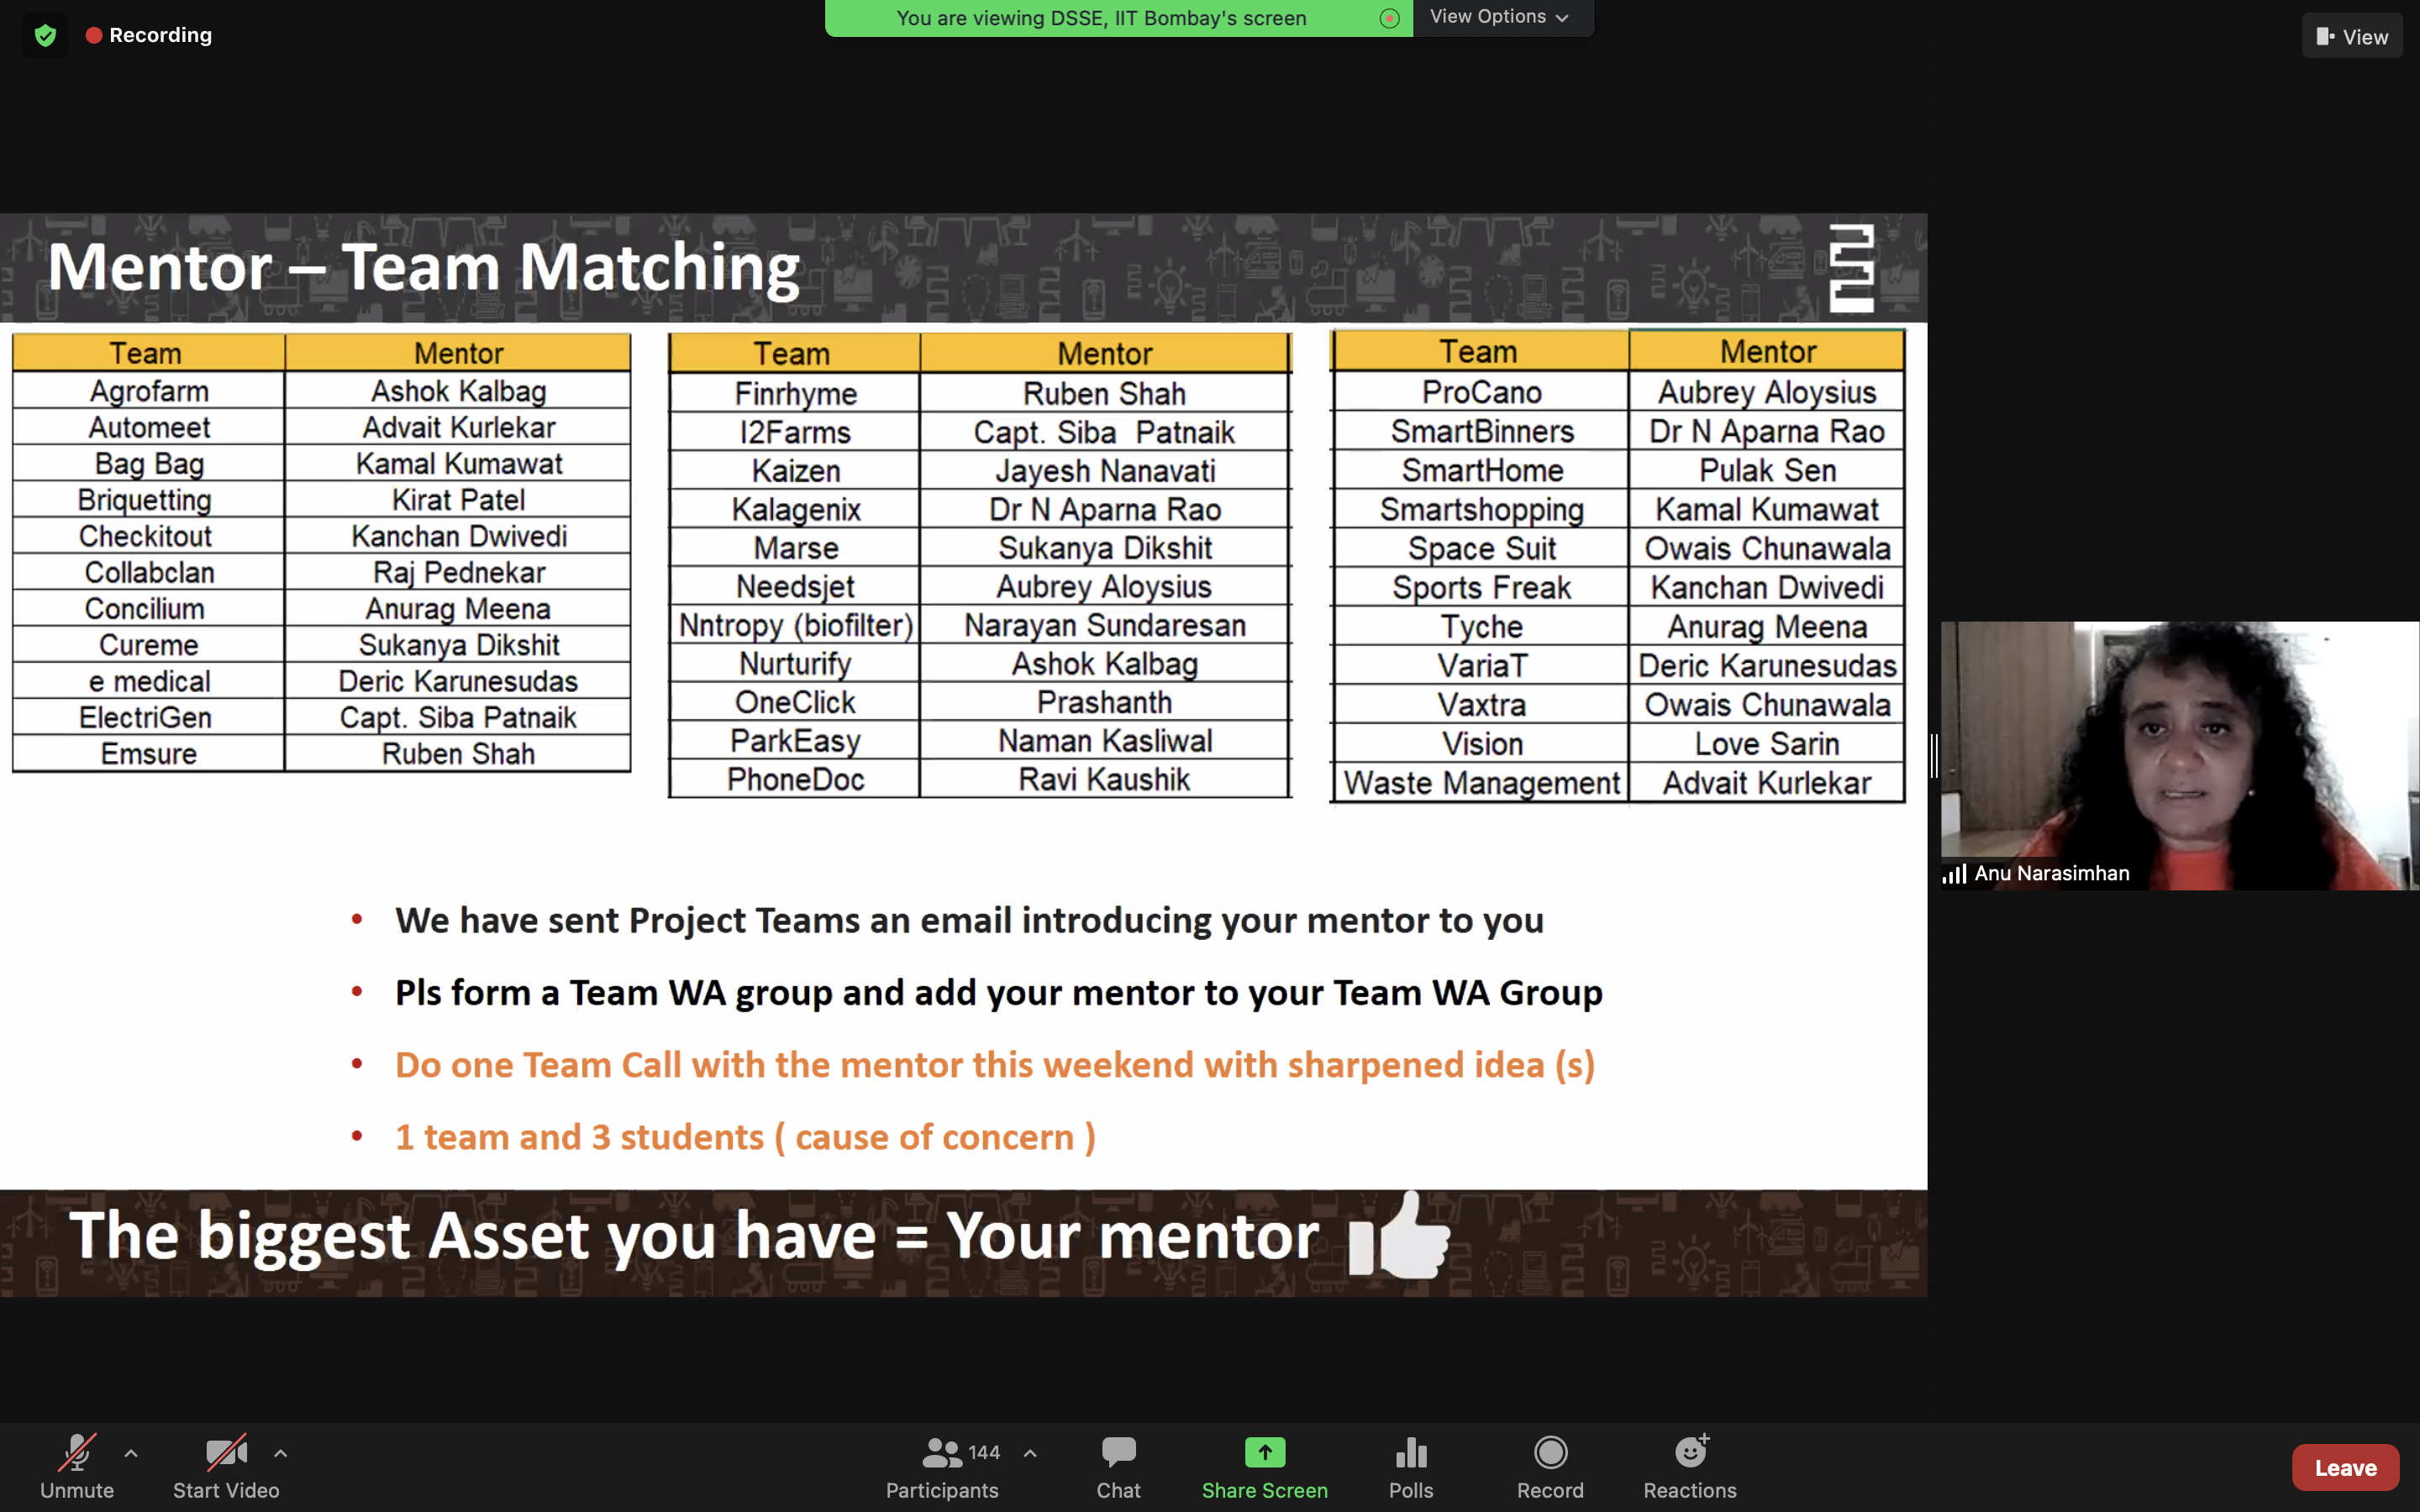 Recording
You are viewing DSSE, IIT Bombay's screen
View Options
View
Mentor – Team Matching
Team Mentor
Agrofarm Ashok Kalbag
Automeet Advait Kurlekar
Bag Bag Kamal Kumawat
Briquetting Kirat Patel
Checkitout Kanchan Dwivedi
Collabclan Raj Pednekar
Concilium Anurag Meena
Cureme Sukanya Dikshit
e medical Deric Karunesudas
ElectriGen Capt. Siba Patnaik
Emsure Ruben Shah
Team Mentor
Finrhyme Ruben Shah
I2Farms Capt. Siba Patnaik
Kaizen Jayesh Nanavati
Kalagenix Dr N Aparna Rao
Marse Sukanya Dikshit
Needsjet Aubrey Aloysius
Nntropy (biofilter) Narayan Sundaresan
Nurturify Ashok Kalbag
OneClick Prashanth
ParkEasy Naman Kasliwal
PhoneDoc Ravi Kaushik
Team Mentor
ProCano Aubrey Aloysius
SmartBinners Dr N Aparna Rao
SmartHome Pulak Sen
Smartshopping Kamal Kumawat
Space Suit Owais Chunawala
Sports Freak Kanchan Dwivedi
Tyche Anurag Meena
VariaT Deric Karunesudas
Vaxtra Owais Chunawala
Vision Love Sarin
Waste Management Advait Kurlekar
Anu Narasimhan
• We have sent Project Teams an email introducing your mentor to you
• Pls form a Team WA group and add your mentor to your Team WA Group
• Do one Team Call with the mentor this weekend with sharpened idea (s)
• 1 team and 3 students ( cause of concern )
The biggest Asset you have = Your mentor
Unmute
Start Video
144
Participants
Chat
Share Screen
Polls
Record
Reactions
Leave